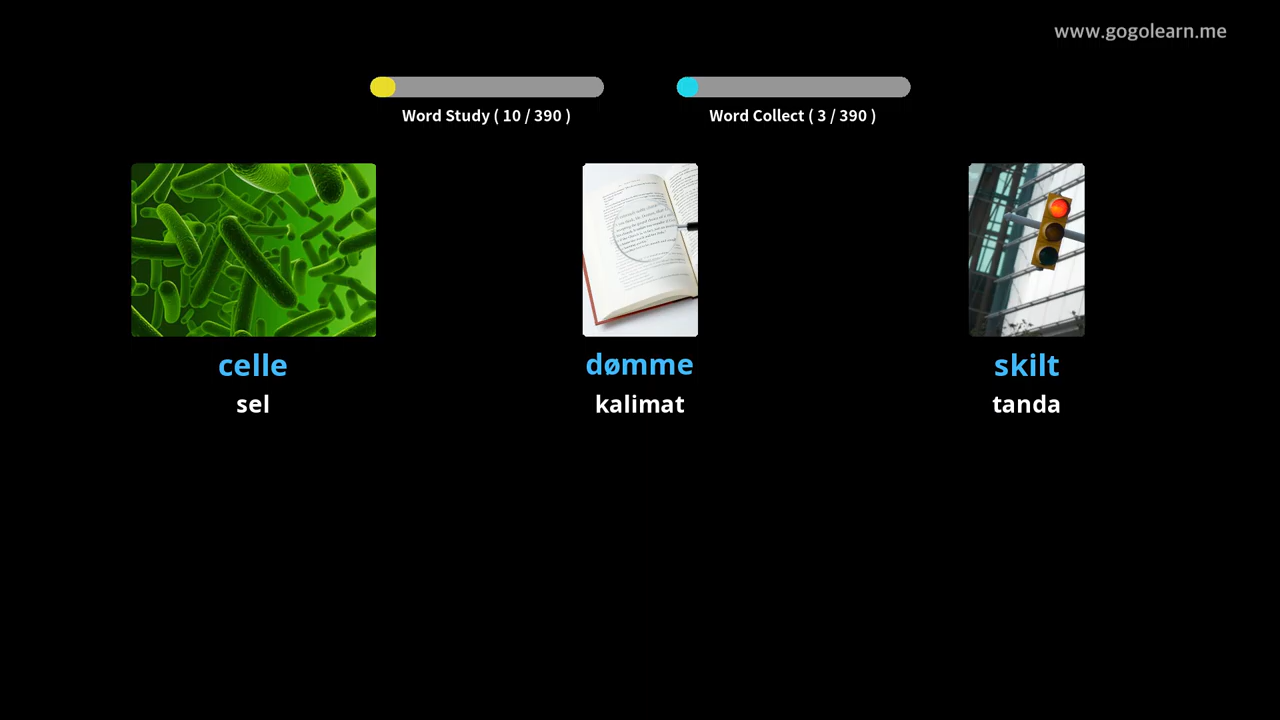 www.gogolearn.me
Word Study ( 10 / 390 )
Word Collect ( 3 / 390 )
celle
dømme
skilt
sel
kalimat
tanda